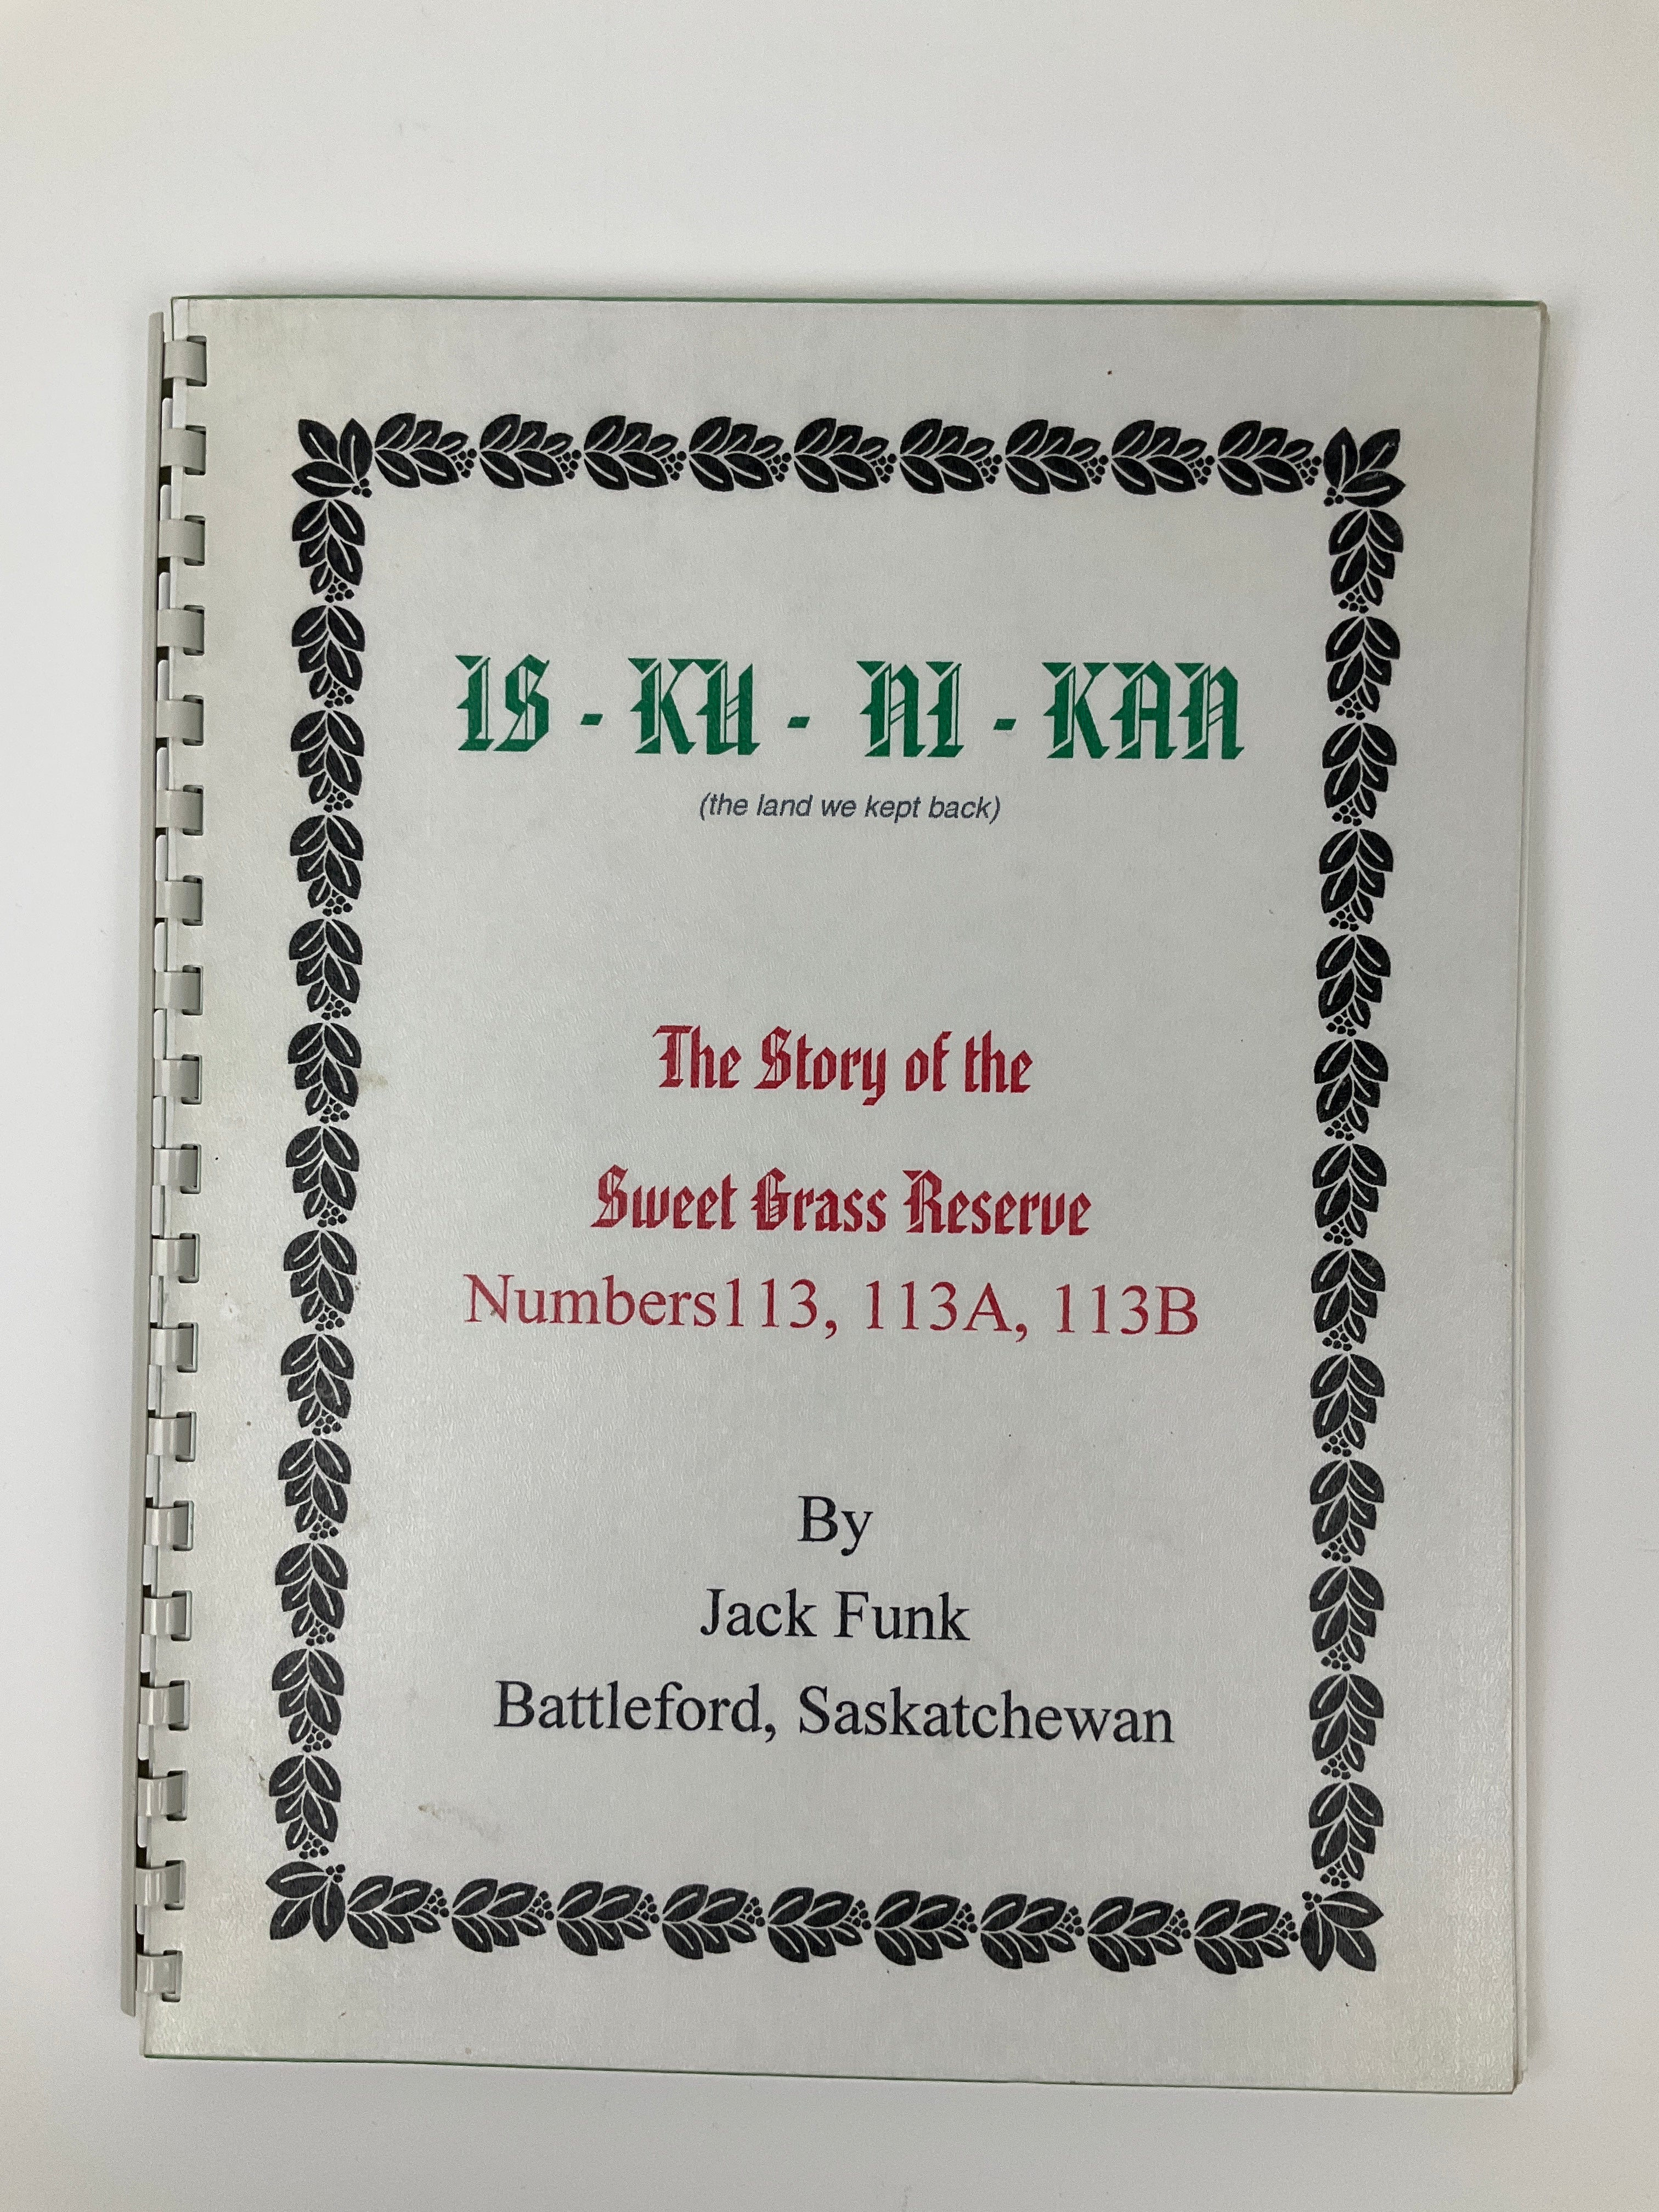 IS - KU - NI - KAN
(the land we kept back)
The Story of the
Sweet Grass Reserve
Numbers113, 113A, 113B
By
Jack Funk
Battleford, Saskatchewan